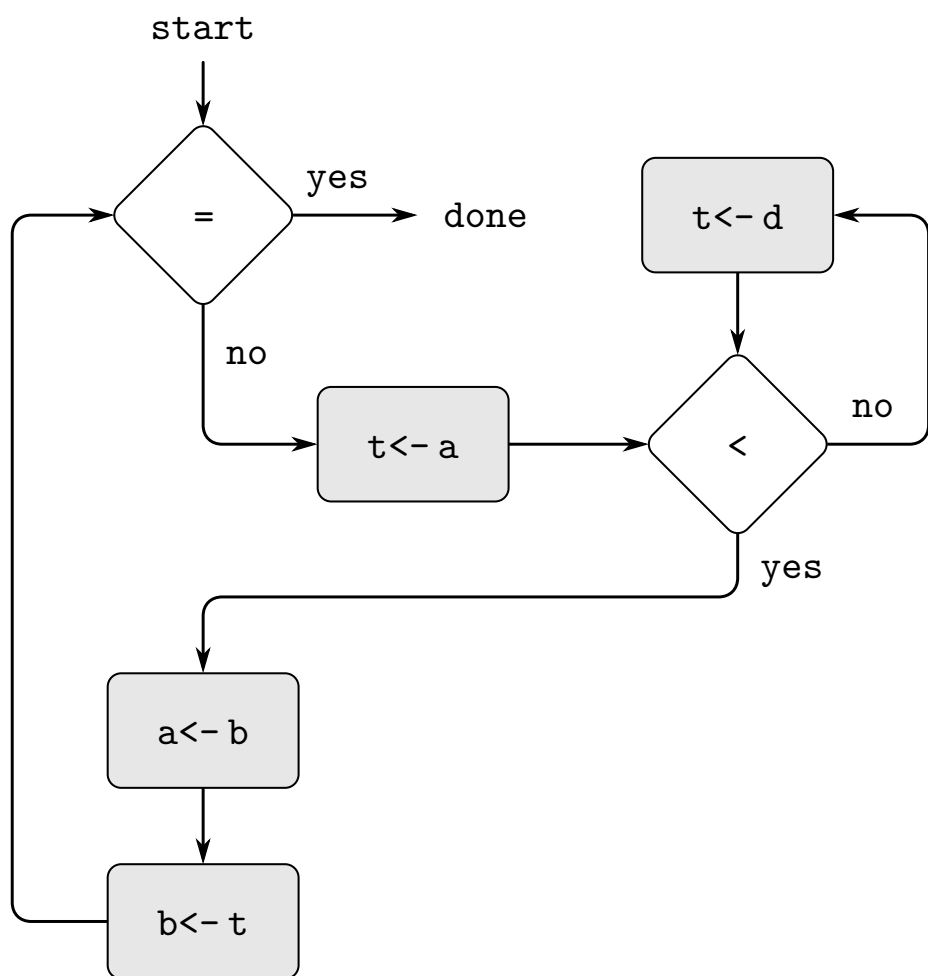 start
=
yes
done
t<-d
no
t<-a
<
no
yes
a<-b
b<-t